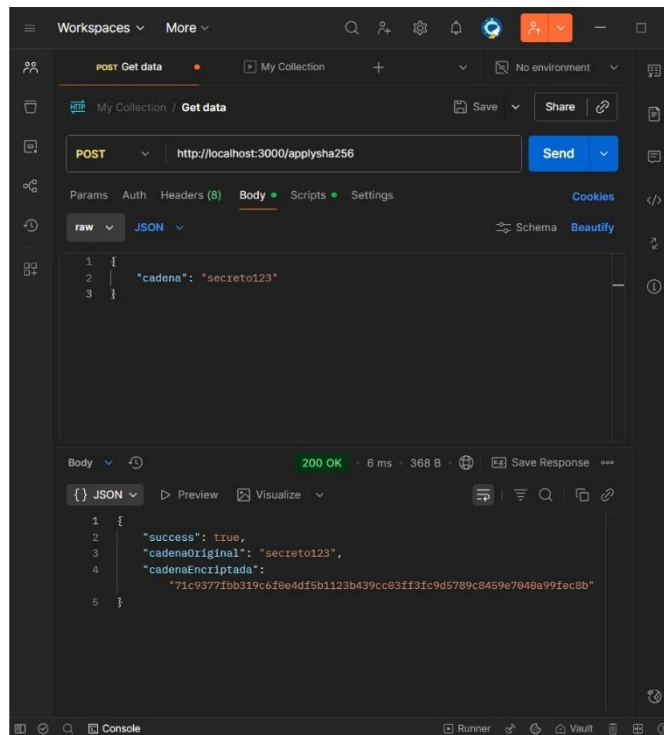 Workspaces More
POST Get data My Collection No environment
HTTP My Collection / Get data Save Share
POST http://localhost:3000/applysha256 Send
Params Auth Headers (8) Body Scripts Settings Cookies
raw JSON Schema Beautify
1 {
2 "cadena": "secreto123"
3 }
Body 200 OK 6 ms 368 B e.g. Save Response
{} JSON Preview Visualize
1 {
2 "success": true,
3 "cadenaOriginal": "secreto123",
4 "cadenaEncriptada":
"71c9377fbb319c6f0e4df5b1123b439cc03ff3fc9d5789c8459e7040a99fec8b"
5 }
Console Runner Vault